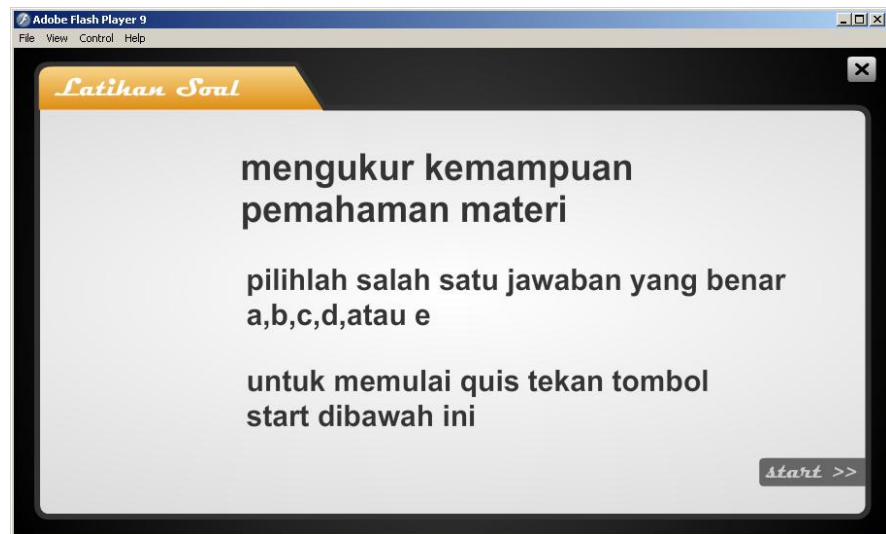 Adobe Flash Player 9
File View Control Help
Latihan Soal
mengukur kemampuan
pemahaman materi
pilihlah salah satu jawaban yang benar
a,b,c,d,atau e
untuk memulai quis tekan tombol
start dibawah ini
start >>